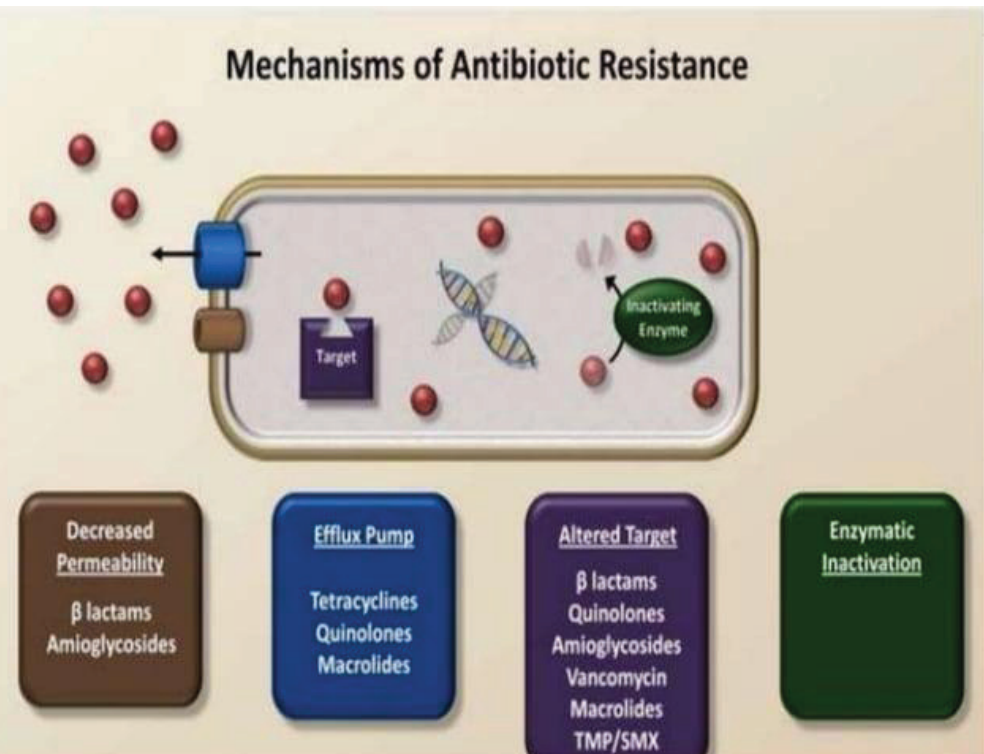 Mechanisms of Antibiotic Resistance
Target
Inactivating
Enzyme
Decreased
Permeability
β lactams
Amioglycosides
Efflux Pump
Tetracyclines
Quinolones
Macrolides
Altered Target
β lactams
Quinolones
Amioglycosides
Vancomycin
Macrolides
TMP/SMX
Enzymatic
Inactivation